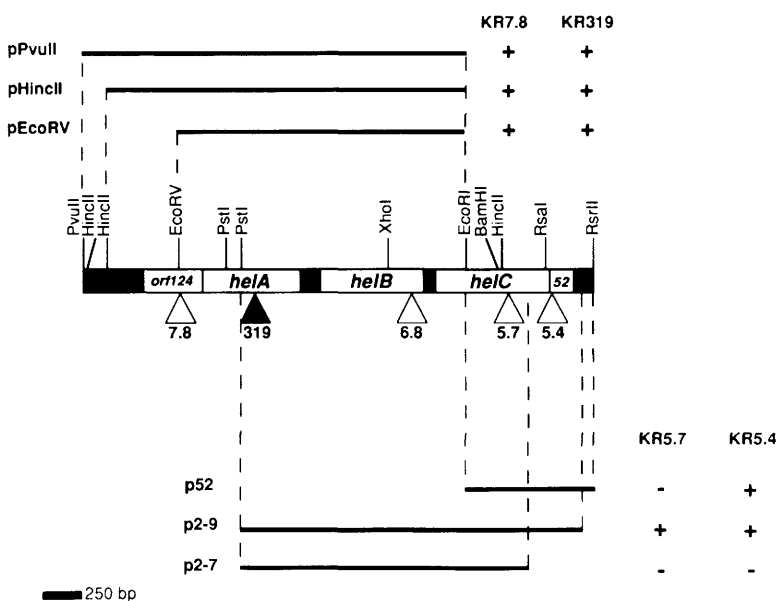 KR7.8 KR319
pPvuII + +
pHincII + +
pEcoRV + +
PvuII HincII HincII EcoRV PstI PstI XhoI EcoRI BamHI HincII RsaI RsrII
orf124 helA helB helC 52
7.8 319 6.8 5.7 5.4
KR5.7 KR5.4
p52 - +
p2-9 + +
p2-7 - -
250 bp